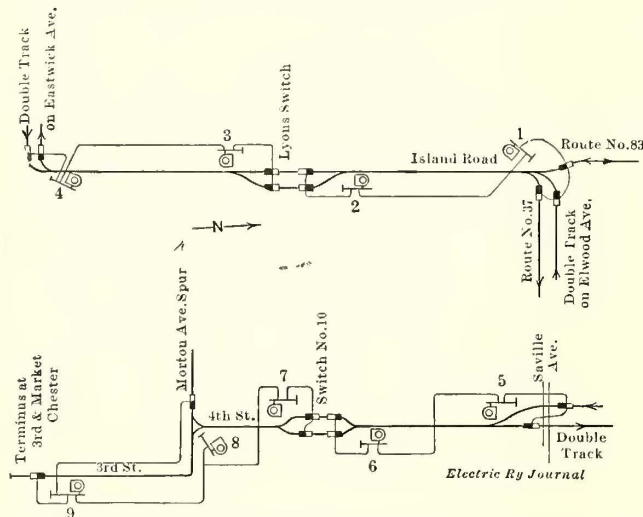 Double Track
on Eastwick Ave.
3
Lyons Switch
1
Route No.83
Island Road
4
2
N
Route No.37
Double Track
on Elwood Ave.
Terminus at
3rd & Market
Chester
Mortou Ave.Spur
7
Switch No.10
Saville
Ave.
5
4th St.
8
6
Double
Track
3rd St.
9
Electric Ry Journal